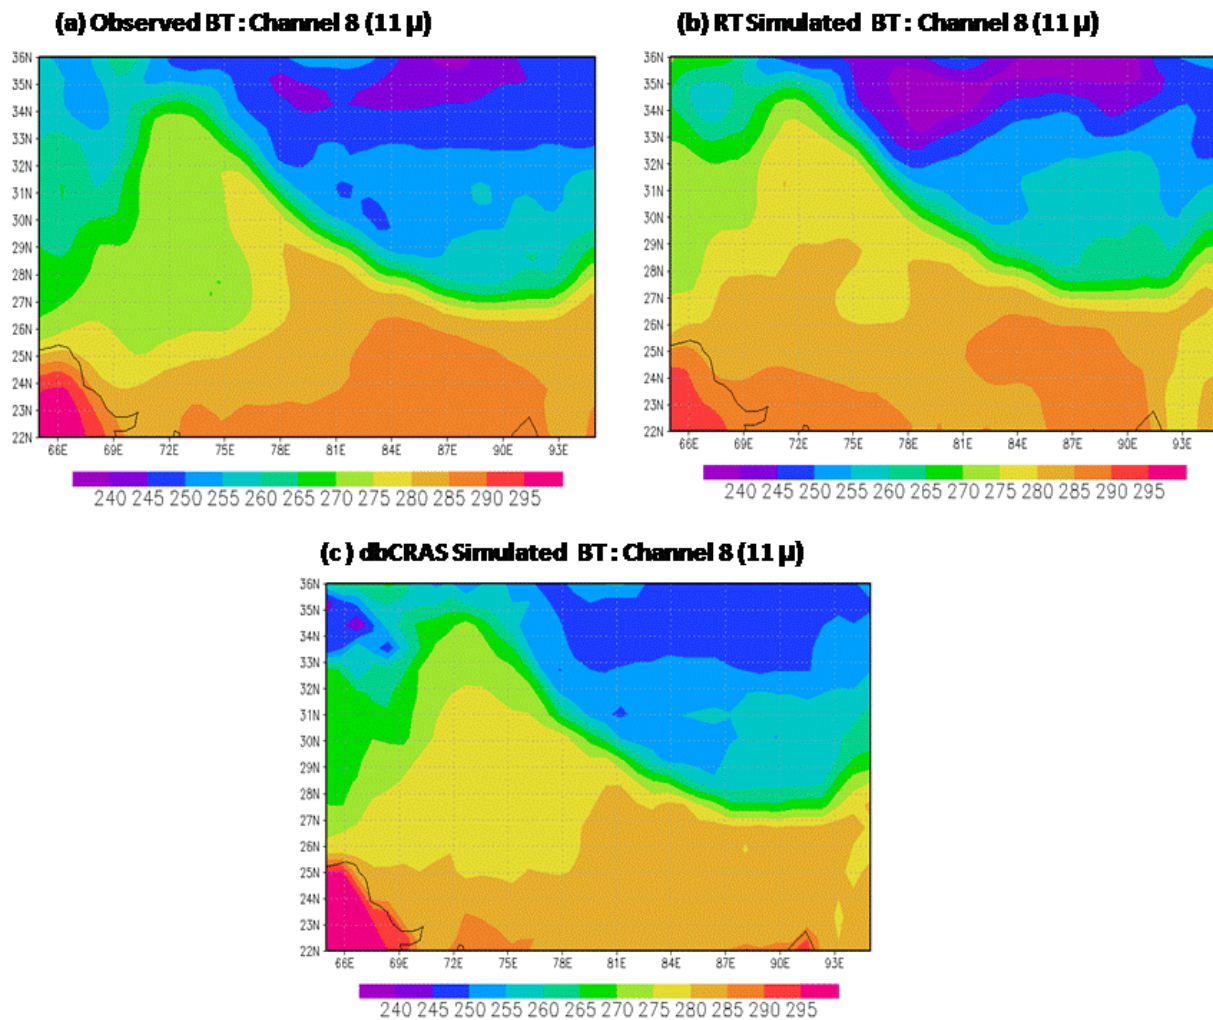 (a) Observed BT : Channel 8 (11 μ)
36N
35N
34N
33N
32N
31N
30N
29N
28N
27N
26N
25N
24N
23N
22N
66E 69E 72E 75E 78E 81E 84E 87E 90E 93E
240 245 250 255 260 265 270 275 280 285 290 295
(b) RT Simulated BT : Channel 8 (11 μ)
36N
35N
34N
33N
32N
31N
30N
29N
28N
27N
26N
25N
24N
23N
22N
66E 69E 72E 75E 78E 81E 84E 87E 90E 93E
240 245 250 255 260 265 270 275 280 285 290 295
(c ) dbCRAS Simulated BT : Channel 8 (11 μ)
36N
35N
34N
33N
32N
31N
30N
29N
28N
27N
26N
25N
24N
23N
22N
66E 69E 72E 75E 78E 81E 84E 87E 90E 93E
240 245 250 255 260 265 270 275 280 285 290 295